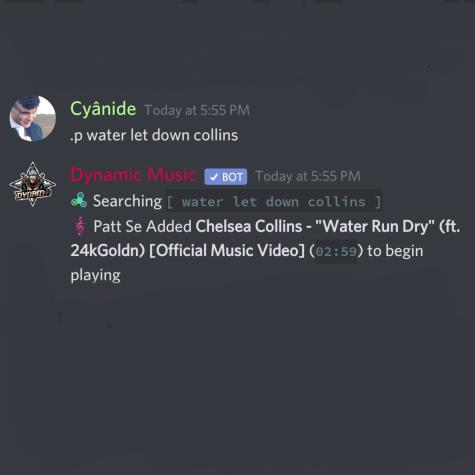 Cyânide Today at 5:55 PM
.p water let down collins
Dynamic Music ✔ BOT Today at 5:55 PM
Searching [ water let down collins ]
Patt Se Added Chelsea Collins - "Water Run Dry" (ft.
24kGoldn) [Official Music Video] (02:59) to begin
playing